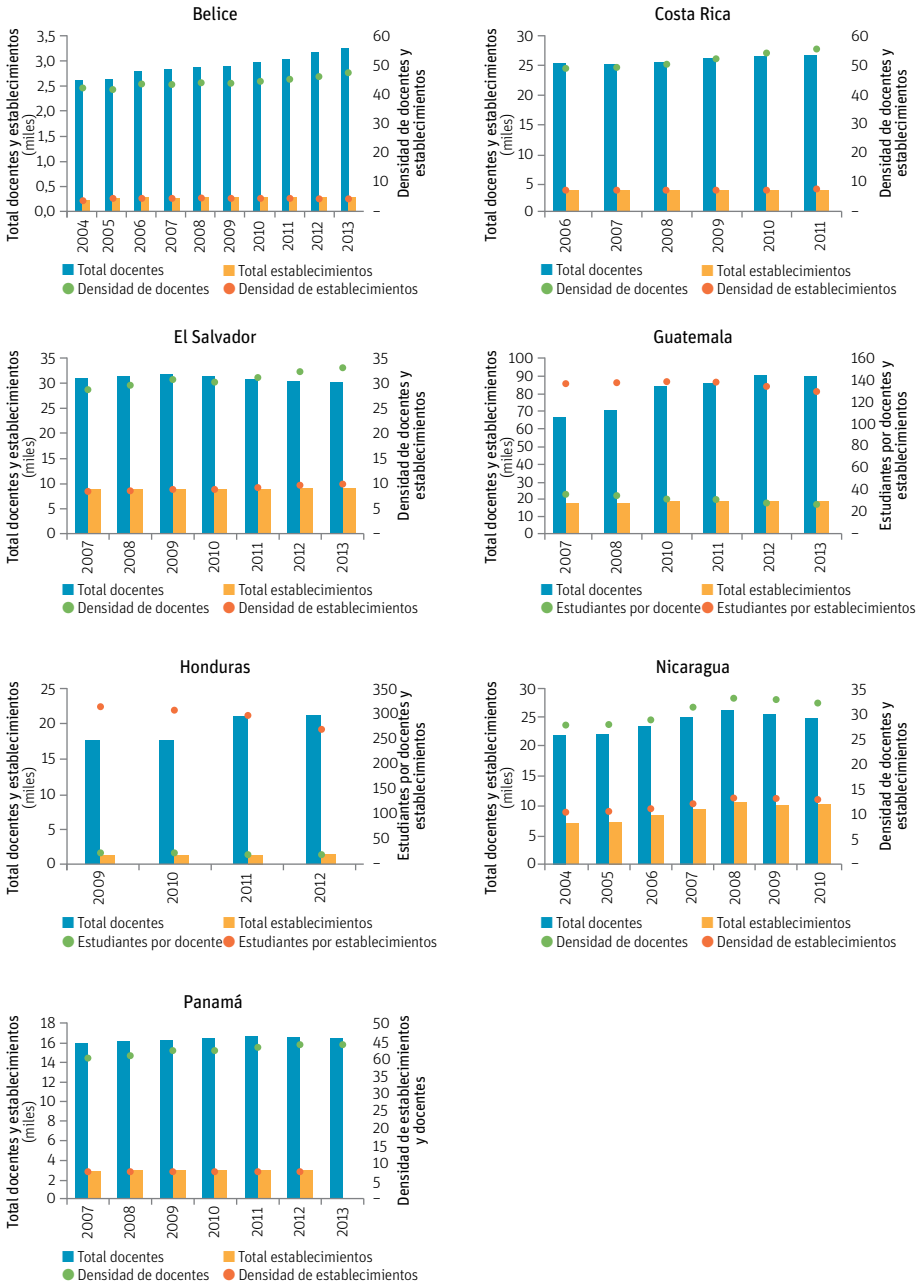 Belice
Total docentes y establecimientos
(miles)
3,5
3,0
2,5
2,0
1,5
1,0
0,5
0,0
60
50
40
30
20
10
–
Densidad de docentes y
establecimientos
2004 2005 2006 2007 2008 2009 2010 2011 2012 2013
Total docentes Total establecimientos
Densidad de docentes Densidad de establecimientos
Costa Rica
Total docentes y establecimientos
(miles)
30
25
20
15
10
5
0
60
50
40
30
20
10
–
Densidad de docentes y
establecimientos
2006 2007 2008 2009 2010 2011
Total docentes Total establecimientos
Densidad de docentes Densidad de establecimientos
El Salvador
Total docentes y establecimientos
(miles)
35
30
25
20
15
10
5
0
35
30
25
20
15
10
5
–
Densidad de docentes y
establecimientos
2007 2008 2009 2010 2011 2012 2013
Total docentes Total establecimientos
Densidad de docentes Densidad de establecimientos
Guatemala
Total docentes y establecimientos
(miles)
100
90
80
70
60
50
40
30
20
10
0
160
140
120
100
80
60
40
20
–
Estudiantes por docentes y
establecimientos
2007 2008 2010 2011 2012 2013
Total docentes Total establecimientos
Estudiantes por docente Estudiantes por establecimientos
Honduras
Total docentes y establecimientos
(miles)
25
20
15
10
5
0
350
300
250
200
150
100
50
–
Estudiantes por docentes y
establecimientos
2009 2010 2011 2012
Total docentes Total establecimientos
Estudiantes por docente Estudiantes por establecimientos
Nicaragua
Total docentes y establecimientos
(miles)
30
25
20
15
10
5
0
35
30
25
20
15
10
5
–
Densidad de docentes y
establecimientos
2004 2005 2006 2007 2008 2009 2010
Total docentes Total establecimientos
Densidad de docentes Densidad de establecimientos
Panamá
Total docentes y establecimientos
(miles)
18
16
14
12
10
8
6
4
2
0
50
45
60
35
30
25
20
15
10
5
–
Densidad de establecimientos
y docentes
2007 2008 2009 2010 2011 2012 2013
Total docentes Total establecimientos
Densidad de docentes Densidad de establecimientos